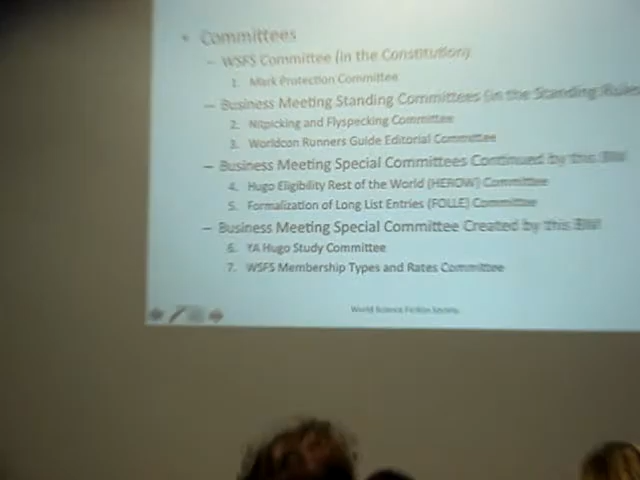 • Committees
– WSFS Committee (in the Constitution)
1. Mark Protection Committee
– Business Meeting Standing Committees (in the Standing Rules
2. Nitpicking and Flyspecking Committee
3. Worldcon Runners Guide Editorial Committee
– Business Meeting Special Committees Continued by this BM
4. Hugo Eligibility Rest of the World (HEROW) Committee
5. Formalization of Long List Entries (FOLLE) Committee
– Business Meeting Special Committee Created by this BM
6. YA Hugo Study Committee
7. WSFS Membership Types and Rates Committee
World Science Fiction Society